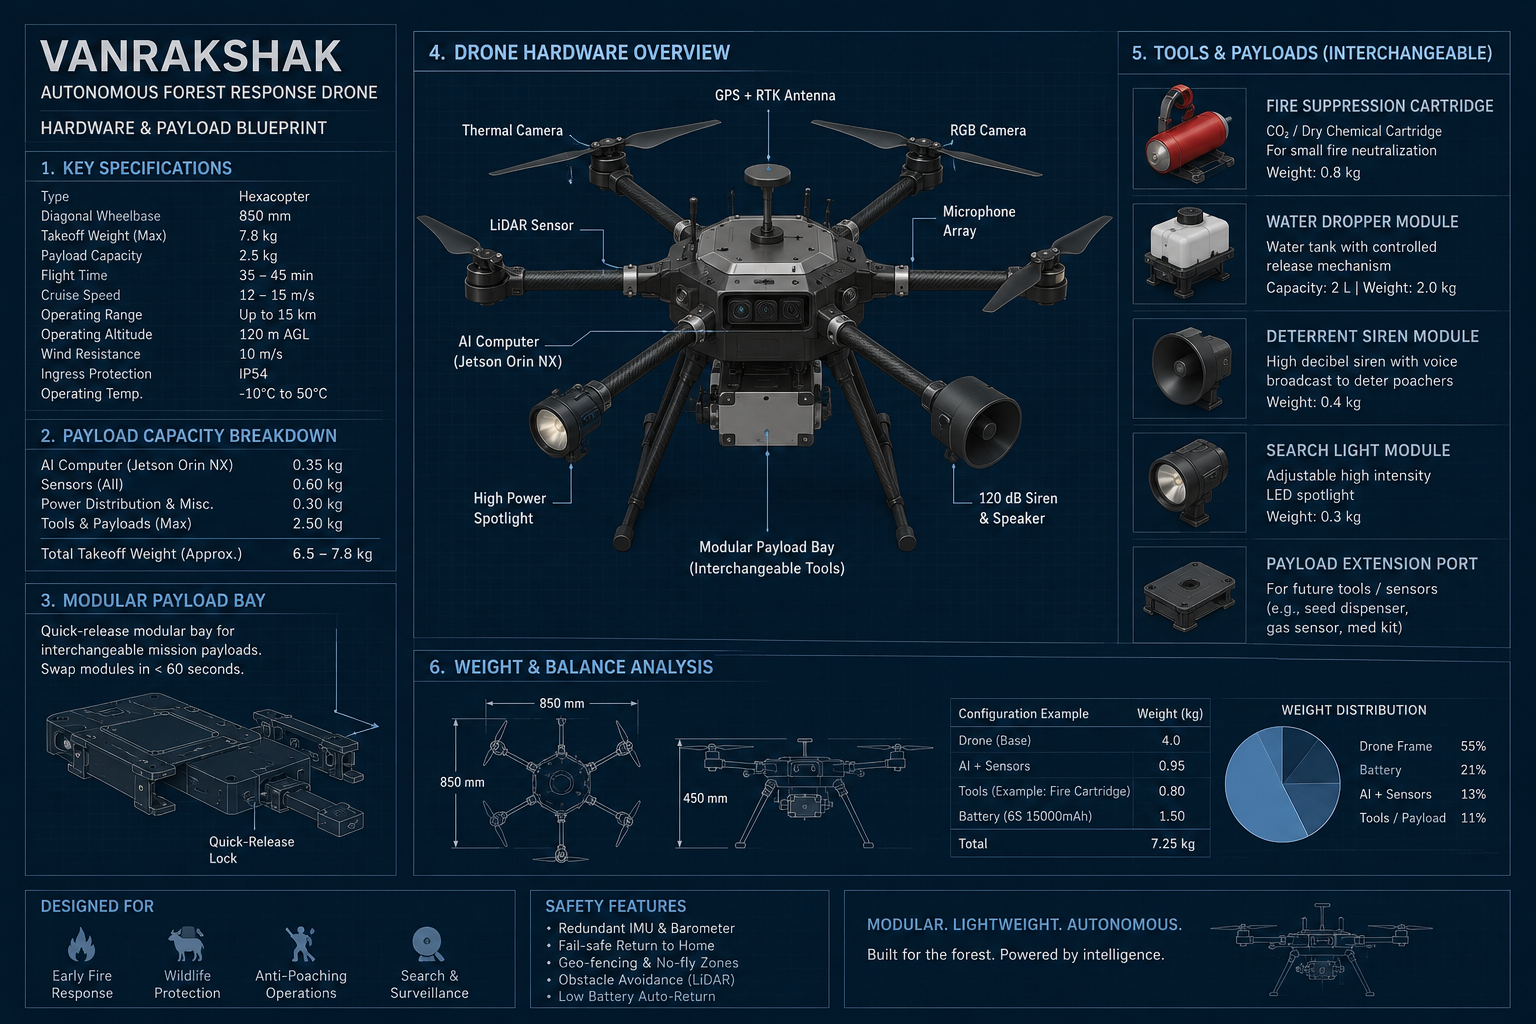 VANRAKSHAK
AUTONOMOUS FOREST RESPONSE DRONE
HARDWARE & PAYLOAD BLUEPRINT
1. KEY SPECIFICATIONS
Type Hexacopter
Diagonal Wheelbase 850 mm
Takeoff Weight (Max) 7.8 kg
Payload Capacity 2.5 kg
Flight Time 35 – 45 min
Cruise Speed 12 – 15 m/s
Operating Range Up to 15 km
Operating Altitude 120 m AGL
Wind Resistance 10 m/s
Ingress Protection IP54
Operating Temp. -10°C to 50°C
2. PAYLOAD CAPACITY BREAKDOWN
AI Computer (Jetson Orin NX) 0.35 kg
Sensors (All) 0.60 kg
Power Distribution & Misc. 0.30 kg
Tools & Payloads (Max) 2.50 kg
Total Takeoff Weight (Approx.) 6.5 – 7.8 kg
3. MODULAR PAYLOAD BAY
Quick-release modular bay for
interchangeable mission payloads.
Swap modules in < 60 seconds.
Quick-Release
Lock
4. DRONE HARDWARE OVERVIEW
GPS + RTK Antenna
Thermal Camera
RGB Camera
LiDAR Sensor
Microphone
Array
AI Computer
(Jetson Orin NX)
High Power
Spotlight
120 dB Siren
& Speaker
Modular Payload Bay
(Interchangeable Tools)
5. TOOLS & PAYLOADS (INTERCHANGEABLE)
FIRE SUPPRESSION CARTRIDGE
CO₂ / Dry Chemical Cartridge
For small fire neutralization
Weight: 0.8 kg
WATER DROPPER MODULE
Water tank with controlled
release mechanism
Capacity: 2 L | Weight: 2.0 kg
DETERRENT SIREN MODULE
High decibel siren with voice
broadcast to deter poachers
Weight: 0.4 kg
SEARCH LIGHT MODULE
Adjustable high intensity
LED spotlight
Weight: 0.3 kg
PAYLOAD EXTENSION PORT
For future tools / sensors
(e.g., seed dispenser,
gas sensor, med kit)
6. WEIGHT & BALANCE ANALYSIS
850 mm
850 mm
450 mm
Configuration Example Weight (kg)
Drone (Base) 4.0
AI + Sensors 0.95
Tools (Example: Fire Cartridge) 0.80
Battery (6S 15000mAh) 1.50
Total 7.25 kg
WEIGHT DISTRIBUTION
Drone Frame 55%
Battery 21%
AI + Sensors 13%
Tools / Payload 11%
DESIGNED FOR
Early Fire
Response
Wildlife
Protection
Anti-Poaching
Operations
Search &
Surveillance
SAFETY FEATURES
• Redundant IMU & Barometer
• Fail-safe Return to Home
• Geo-fencing & No-fly Zones
• Obstacle Avoidance (LiDAR)
• Low Battery Auto-Return
MODULAR. LIGHTWEIGHT. AUTONOMOUS.
Built for the forest. Powered by intelligence.